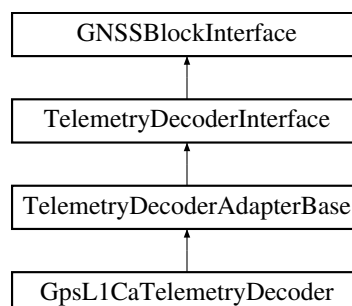 GNSSBlockInterface
TelemetryDecoderInterface
TelemetryDecoderAdapterBase
GpsL1CaTelemetryDecoder